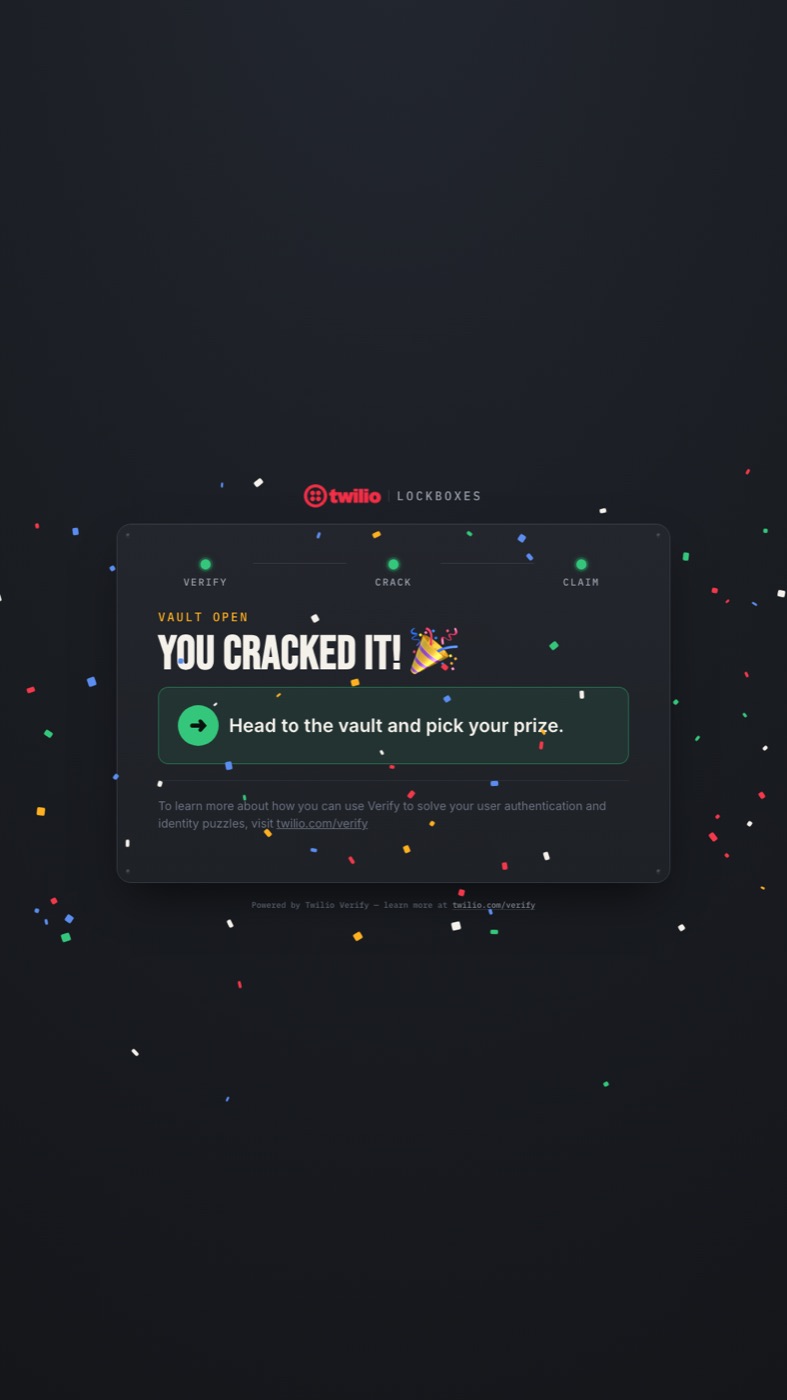 twilio | LOCKBOXES
VERIFY CRACK CLAIM
VAULT OPEN
YOU CRACKED IT! 🎉
Head to the vault and pick your prize.
To learn more about how you can use Verify to solve your user authentication and
identity puzzles, visit twilio.com/verify
Powered by Twilio Verify — learn more at twilio.com/verify